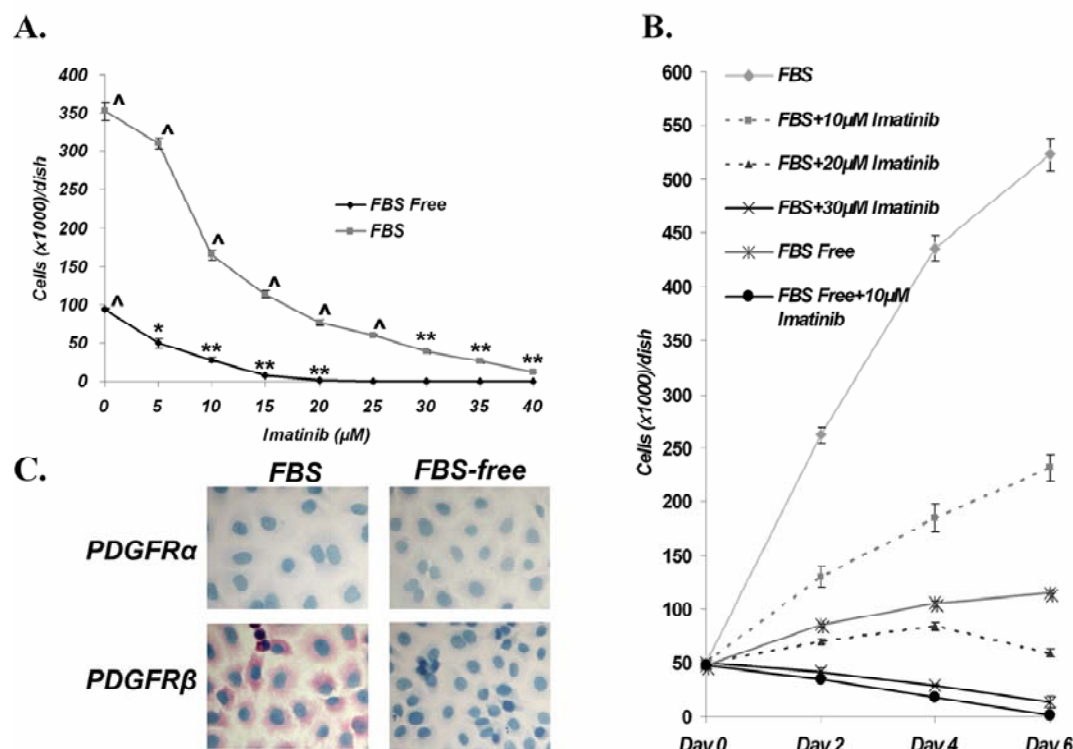 A.
400
350
300
250
200
150
100
50
0
Cells (x1000)/dish
^
^
^
^
^
^
**
**
**
^
*
**
**
**
FBS Free
FBS
0 5 10 15 20 25 30 35 40
Imatinib (µM)
B.
600
550
500
450
400
350
300
250
200
150
100
50
0
Cells (x1000)/dish
FBS
FBS+10µM Imatinib
FBS+20µM Imatinib
FBS+30µM Imatinib
FBS Free
FBS Free+10µM
Imatinib
Day 0 Day 2 Day 4 Day 6
C.
FBS FBS-free
PDGFRα
PDGFRβ